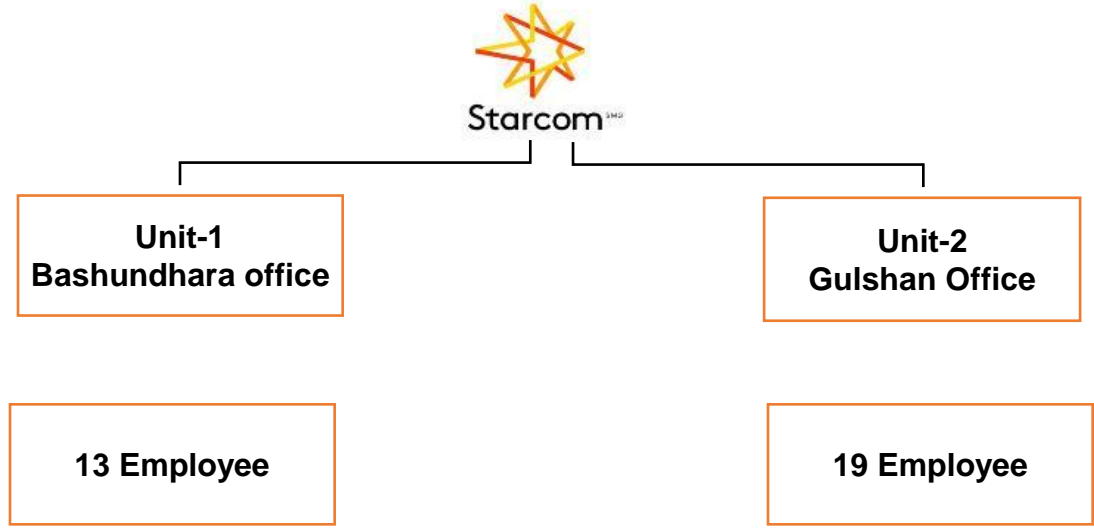 Starcom
Unit-1
Bashundhara office
Unit-2
Gulshan Office
13 Employee
19 Employee